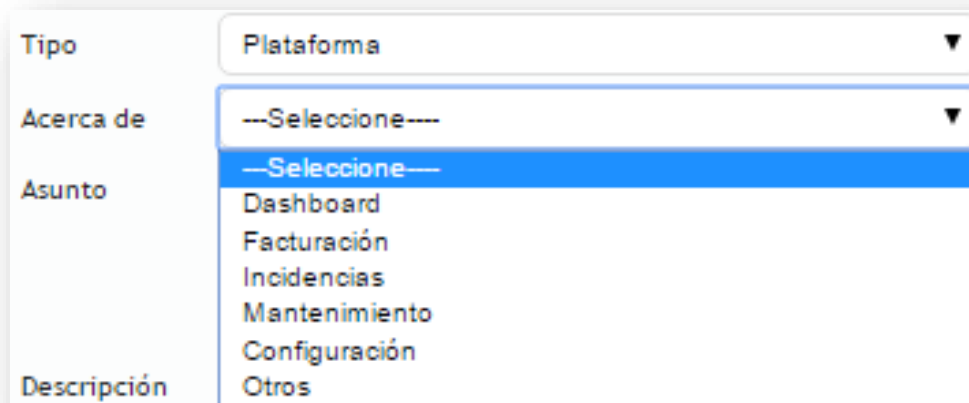 Tipo Plataforma ▼
Acerca de ---Seleccione---- ▼
---Seleccione----
Asunto
Dashboard
Facturación
Incidencias
Mantenimiento
Configuración
Descripción Otros